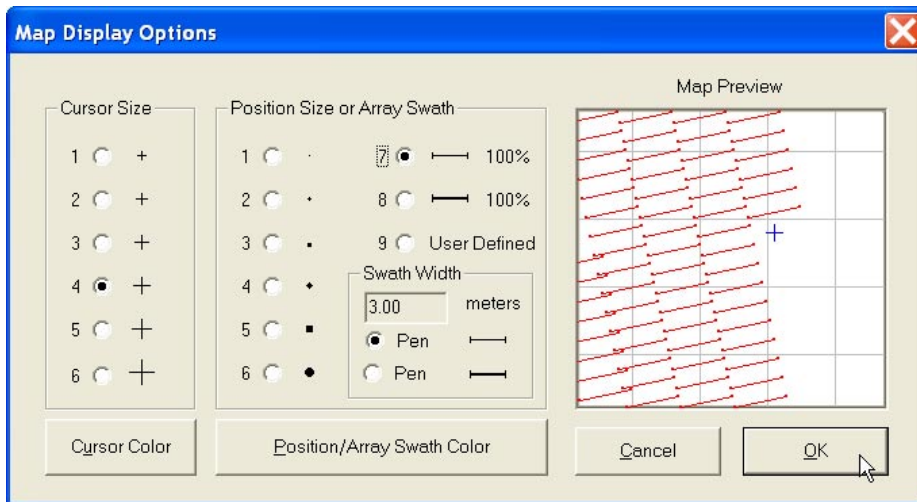 Map Display Options
Cursor Size
1
2
3
4
5
6
Cursor Color
Position Size or Array Swath
1
2
3
4
5
6
7 100%
8 100%
9 User Defined
Swath Width
3.00 meters
Pen
Pen
Position/Array Swath Color
Map Preview
Cancel
OK